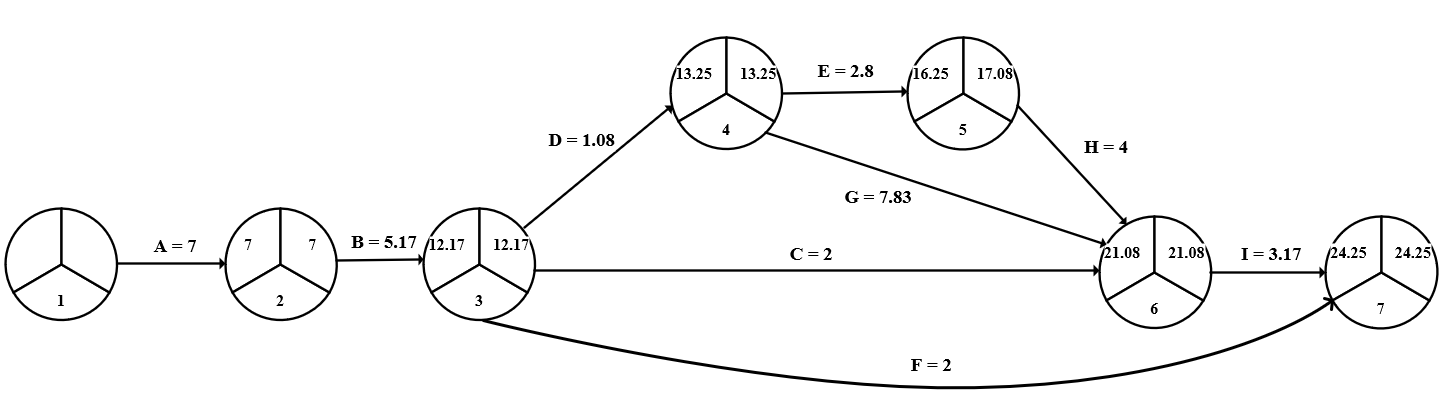 13.25 13.25
4
E = 2.8
16.25 17.08
5
D = 1.08
H = 4
G = 7.83
1
A = 7
7 7
2
B = 5.17
12.17 12.17
3
C = 2
21.08 21.08
6
I = 3.17
24.25 24.25
7
F = 2